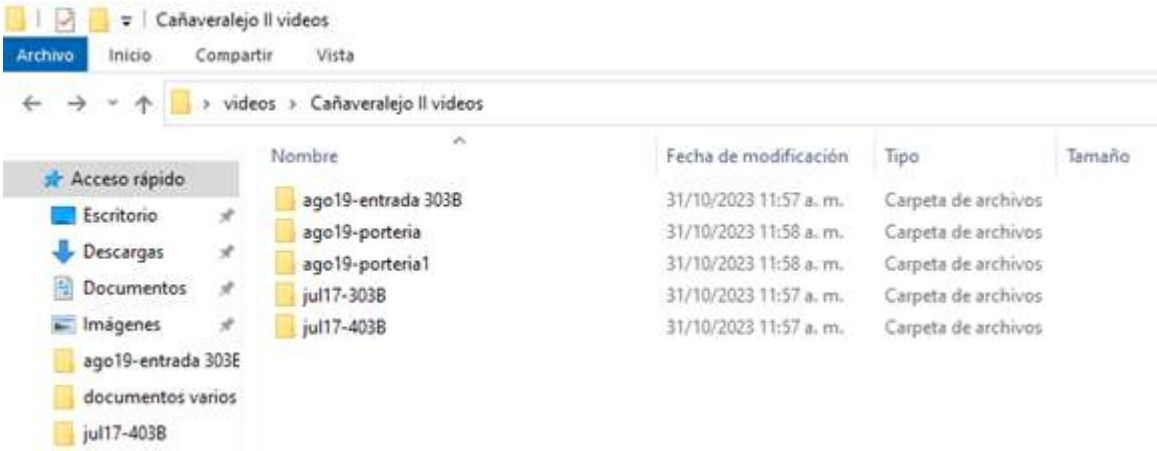 Cañaveralejo II videos
Archivo Inicio Compartir Vista
videos > Cañaveralejo II videos
Nombre Fecha de modificación Tipo Tamaño
Acceso rápido
Escritorio
Descargas
Documentos
Imágenes
ago19-entrada 303E
documentos varios
jul17-403B
ago19-entrada 303B 31/10/2023 11:57 a. m. Carpeta de archivos
ago19-porteria 31/10/2023 11:58 a. m. Carpeta de archivos
ago19-porteria1 31/10/2023 11:58 a. m. Carpeta de archivos
jul17-303B 31/10/2023 11:57 a. m. Carpeta de archivos
jul17-403B 31/10/2023 11:57 a. m. Carpeta de archivos